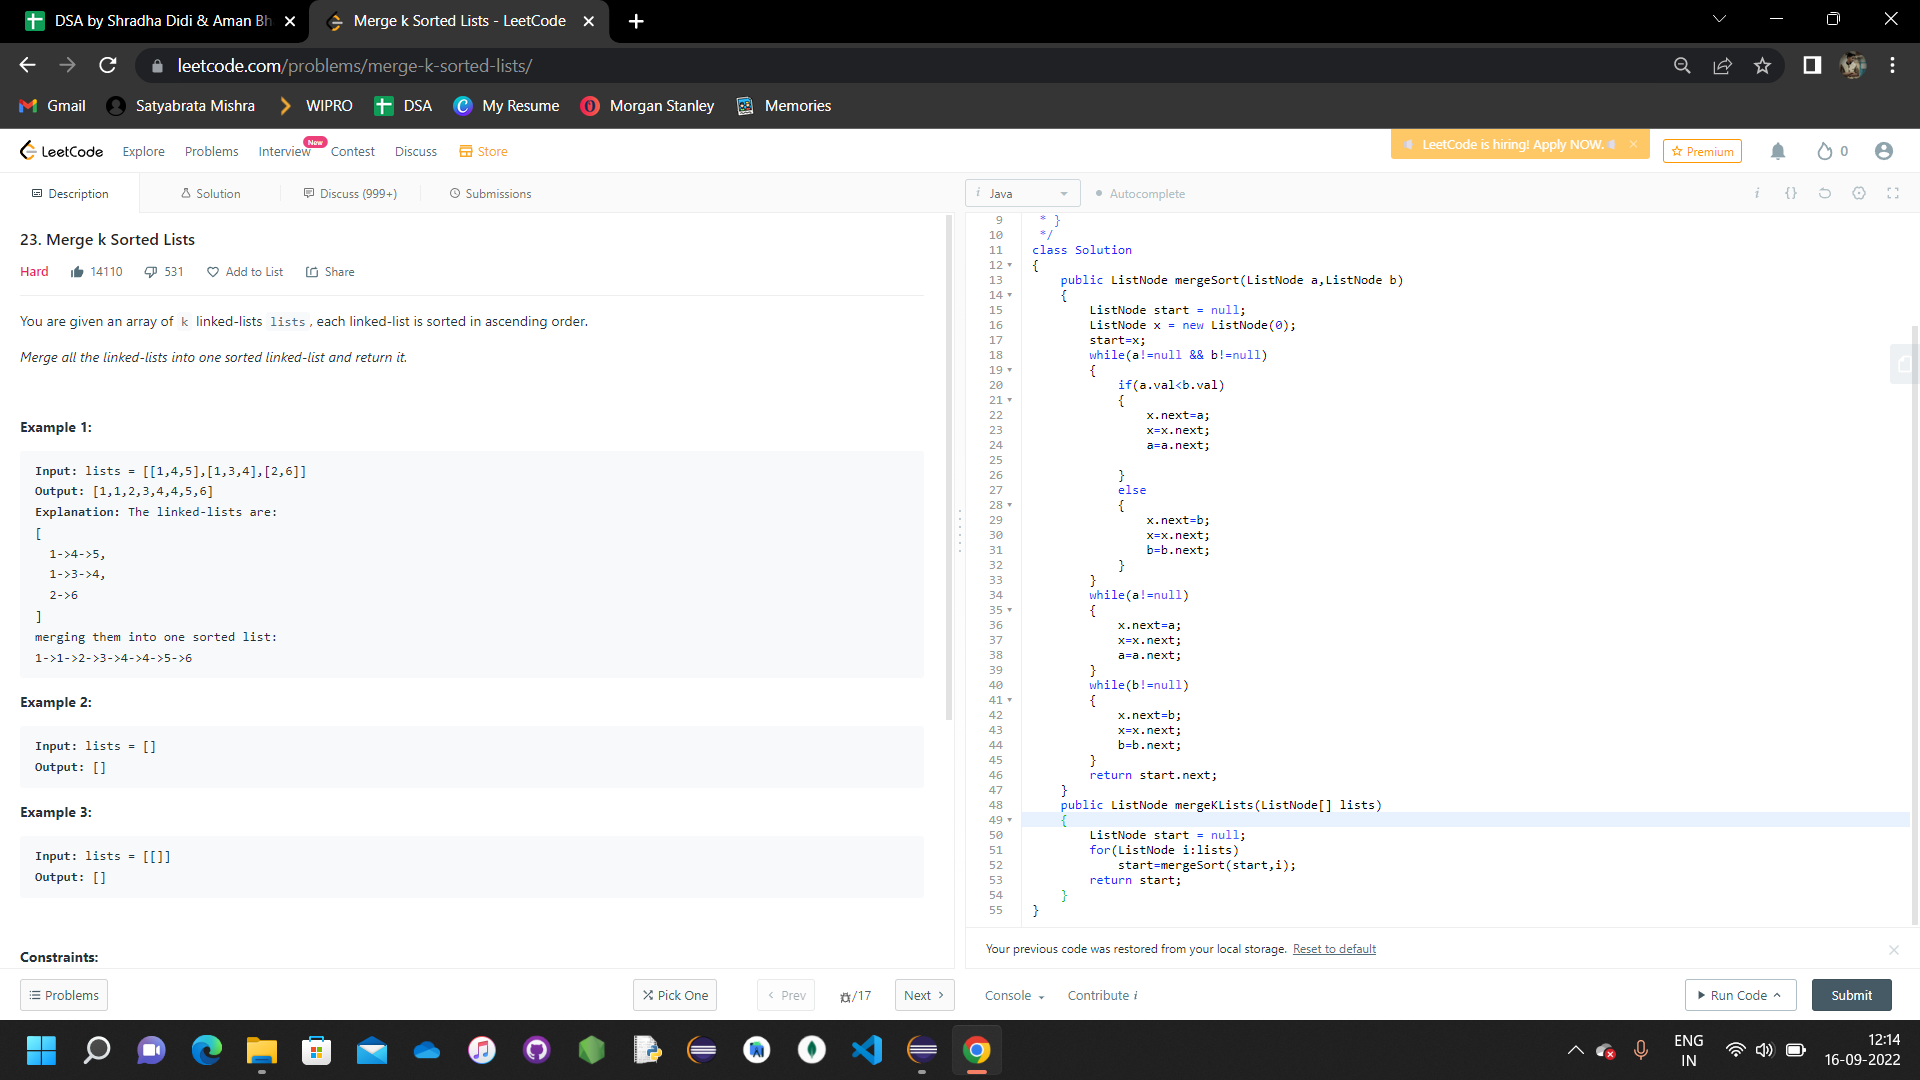 DSA by Shradha Didi & Aman Bh
Merge k Sorted Lists - LeetCode
leetcode.com/problems/merge-k-sorted-lists/
Gmail Satyabrata Mishra WIPRO DSA My Resume Morgan Stanley Memories
LeetCode Explore Problems Interview New Contest Discuss Store
LeetCode is hiring! Apply NOW.
Premium 0
Description Solution Discuss (999+) Submissions
i Java Autocomplete
23. Merge k Sorted Lists
Hard 14110 531 Add to List Share
You are given an array of k linked-lists lists, each linked-list is sorted in ascending order.
Merge all the linked-lists into one sorted linked-list and return it.
Example 1:
Input: lists = [[1,4,5],[1,3,4],[2,6]]
Output: [1,1,2,3,4,4,5,6]
Explanation: The linked-lists are:
[
1->4->5,
1->3->4,
2->6
]
merging them into one sorted list:
1->1->2->3->4->4->5->6
Example 2:
Input: lists = []
Output: []
Example 3:
Input: lists = [[]]
Output: []
Constraints:
9 * }
10 */
11 class Solution
12 {
13 public ListNode mergeSort(ListNode a,ListNode b)
14 {
15 ListNode start = null;
16 ListNode x = new ListNode(0);
17 start=x;
18 while(a!=null && b!=null)
19 {
20 if(a.val<b.val)
21 {
22 x.next=a;
23 x=x.next;
24 a=a.next;
25
26 }
27 else
28 {
29 x.next=b;
30 x=x.next;
31 b=b.next;
32 }
33 }
34 while(a!=null)
35 {
36 x.next=a;
37 x=x.next;
38 a=a.next;
39 }
40 while(b!=null)
41 {
42 x.next=b;
43 x=x.next;
44 b=b.next;
45 }
46 return start.next;
47 }
48 public ListNode mergeKLists(ListNode[] lists)
49 {
50 ListNode start = null;
51 for(ListNode i:lists)
52 start=mergeSort(start,i);
53 return start;
54 }
55 }
Your previous code was restored from your local storage. Reset to default
Problems Pick One Prev /17 Next Console Contribute i Run Code Submit
ENG
IN
12:14
16-09-2022